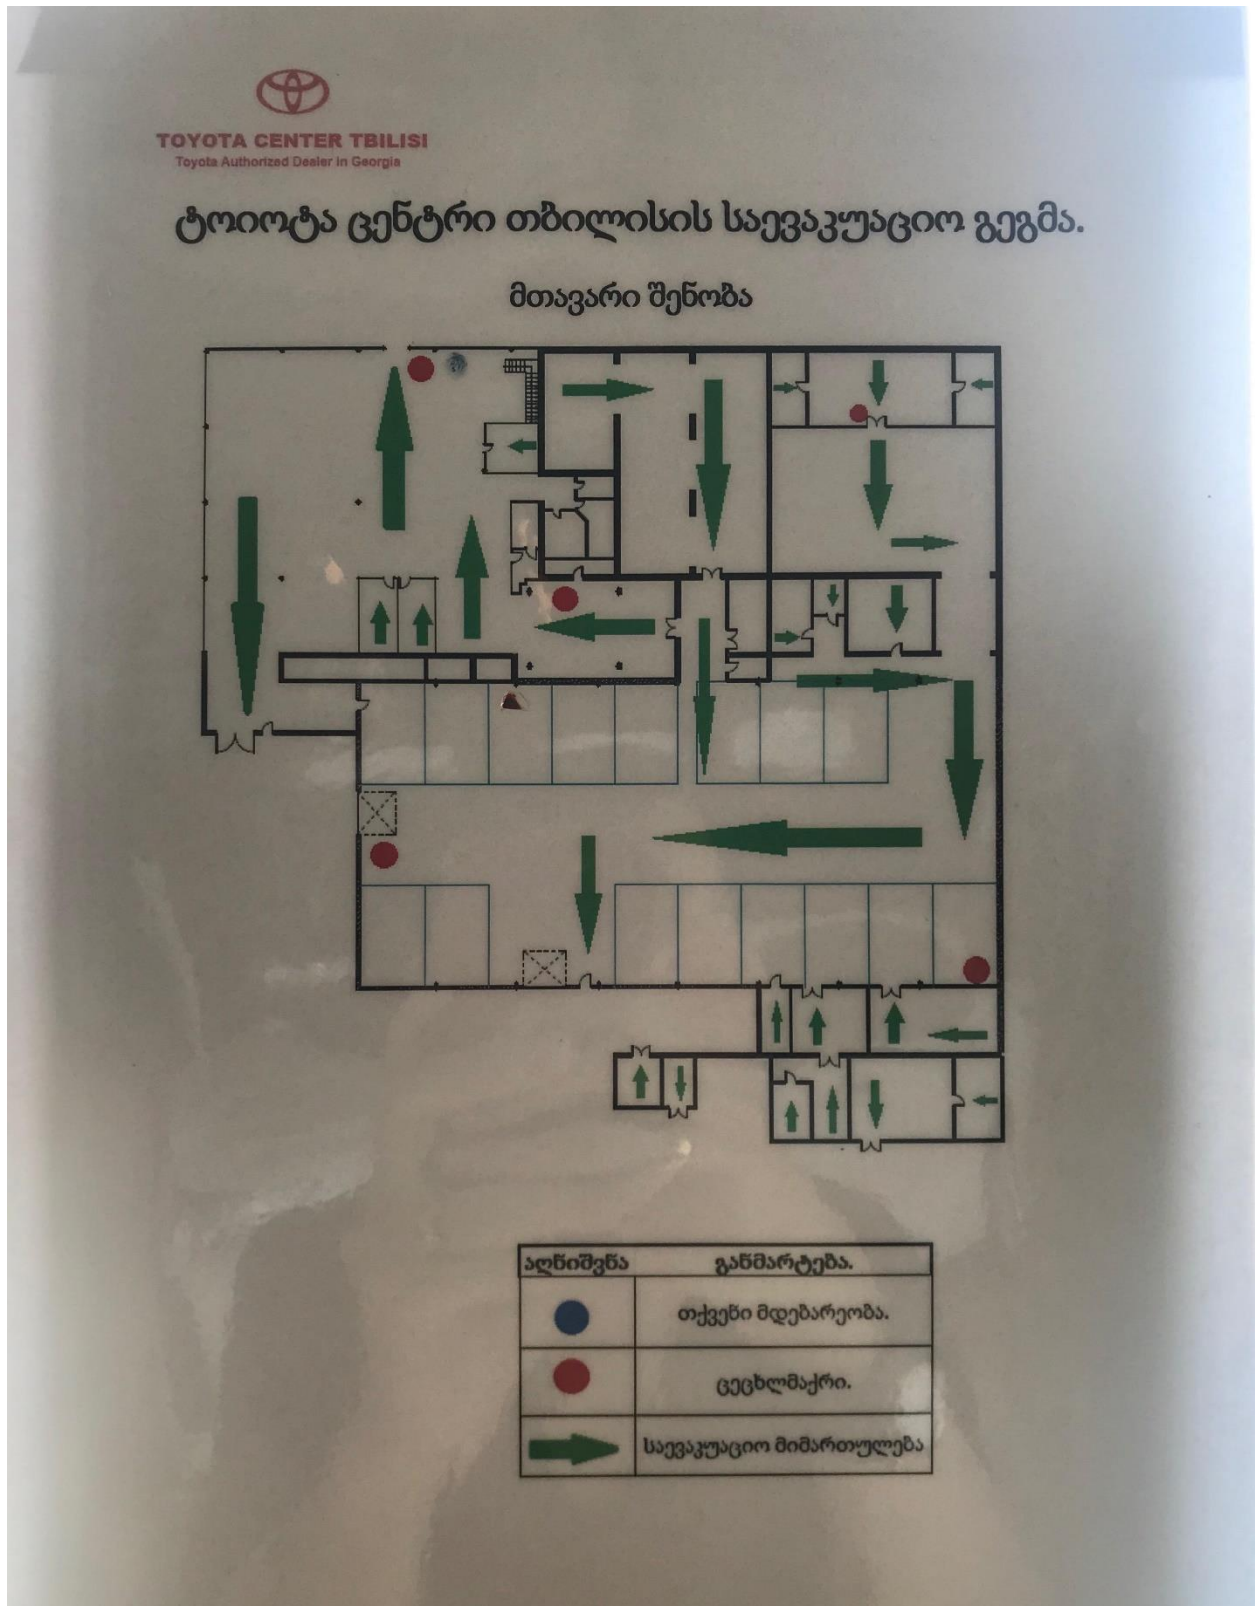 TOYOTA CENTER TBILISI
Toyota Authorized Dealer in Georgia
ტოიოტა ცენტრი თბილისის საევაკუაციო გეგმა.
მთავარი შენობა
აღნიშვნა განმარტება.
თქვენი მდებარეობა.
ცეცხლმაქრი.
საევაკუაციო მიმართულება